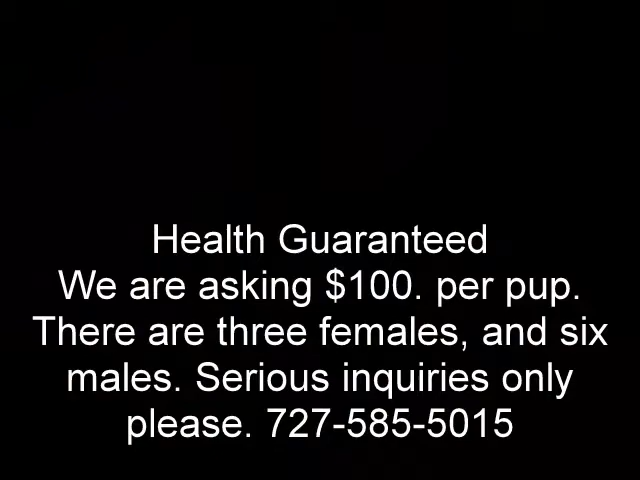 Health Guaranteed
We are asking $100. per pup.
There are three females, and six
males. Serious inquiries only
please. 727-585-5015